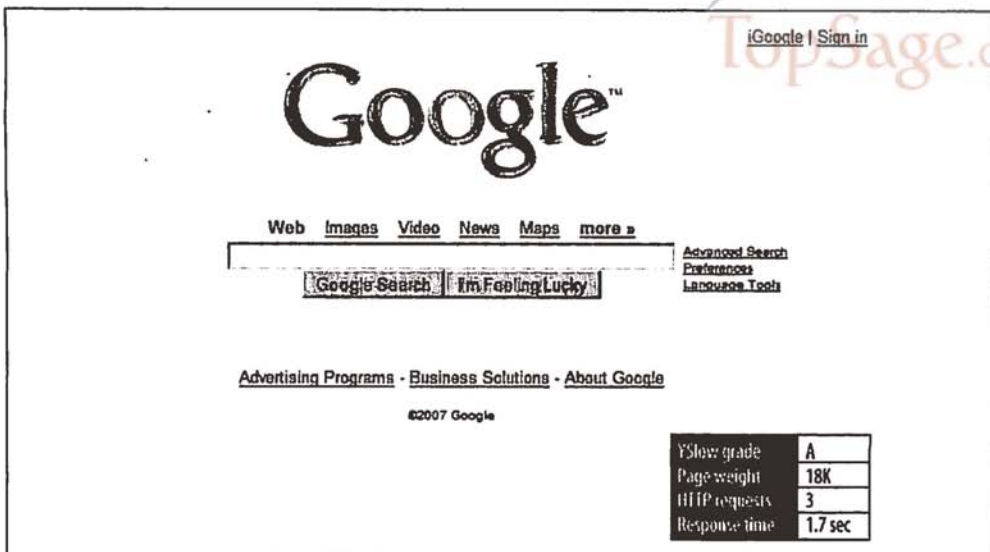 TopSage.c
iGoogle | Sign in
Google™
Web Images Video News Maps more »
Advanced Search
Preferences
Language Tools
Google Search I'm Feeling Lucky
Advertising Programs - Business Solutions - About Google
©2007 Google
YSlow grade A
Page weight 18K
HTTP requests 3
Response time 1.7 sec